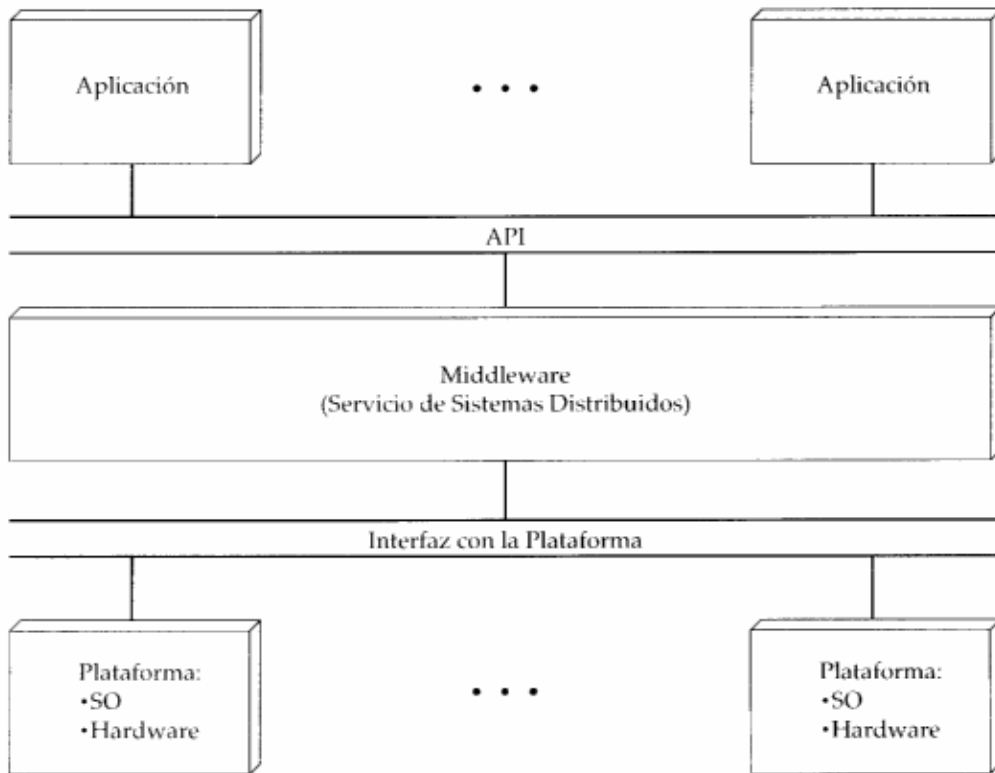 Aplicación
• • •
Aplicación
API
Middleware
(Servicio de Sistemas Distribuidos)
Interfaz con la Plataforma
Plataforma:
•SO
•Hardware
• • •
Plataforma:
•SO
•Hardware